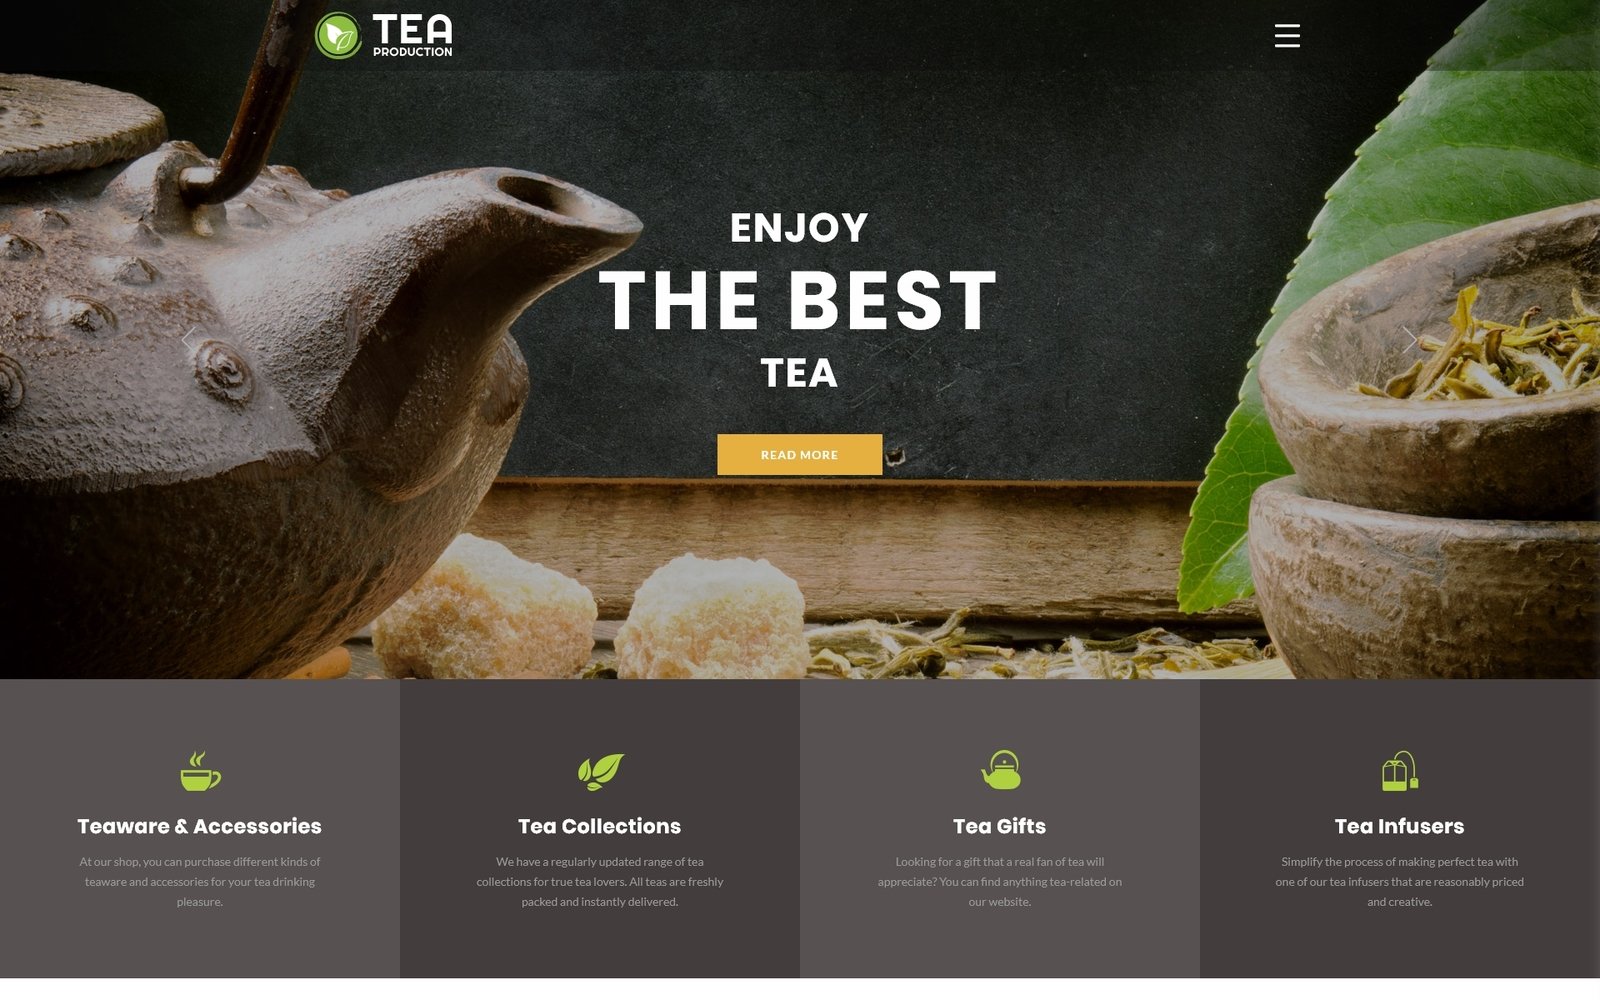 TEA
PRODUCTION
ENJOY
THE BEST
TEA
READ MORE
Teaware & Accessories
At our shop, you can purchase different kinds of
teaware and accessories for your tea drinking
pleasure.
Tea Collections
We have a regularly updated range of tea
collections for true tea lovers. All teas are freshly
packed and instantly delivered.
Tea Gifts
Looking for a gift that a real fan of tea will
appreciate? You can find anything tea-related on
our website.
Tea Infusers
Simplify the process of making perfect tea with
one of our tea infusers that are reasonably priced
and creative.